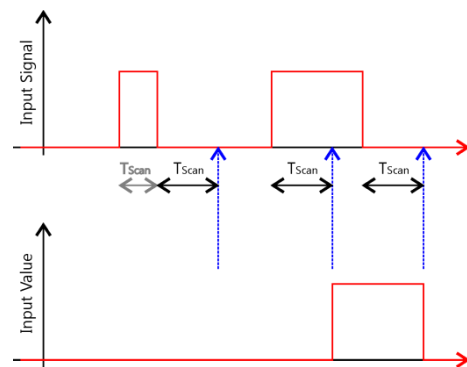 Input Signal
TScan
TScan
TScan
TScan
Input Value